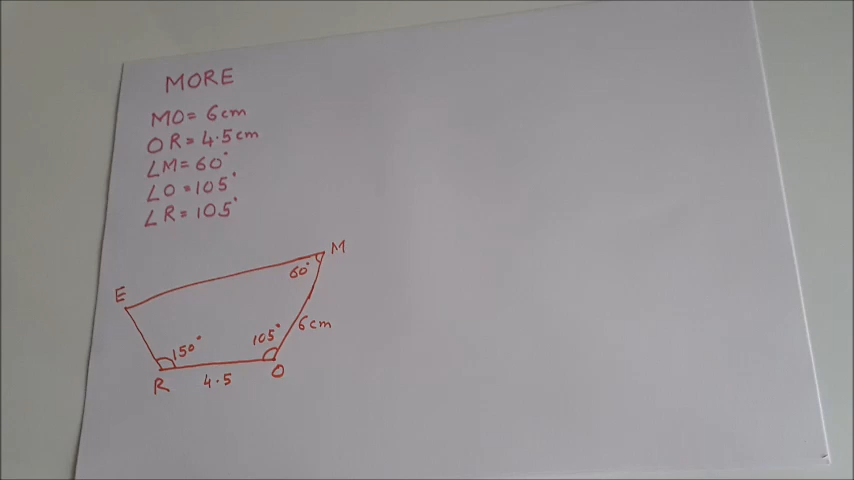 MORE
MO = 6cm
OR = 4.5cm
∠M = 60°
∠O = 105°
∠R = 105°
M
60°
E
6cm
105°
150°
R
4.5
O